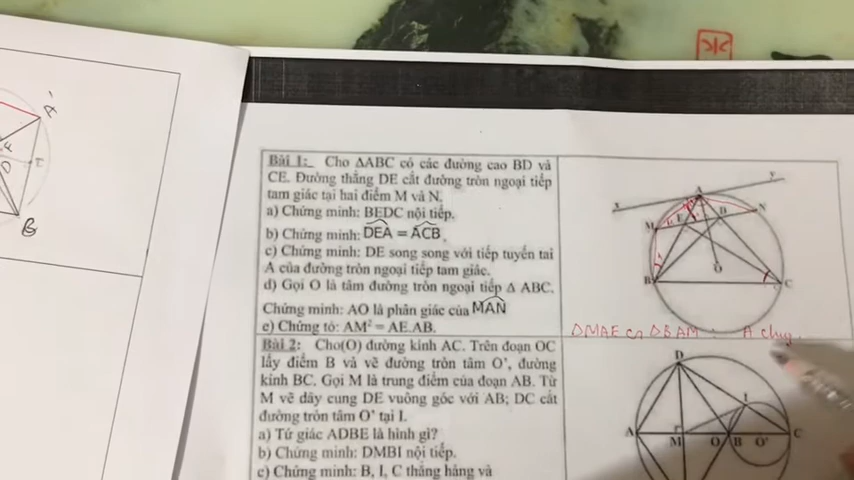 Bài 1: Cho ΔABC có các đường cao BD và
CE. Đường thẳng DE cắt đường tròn ngoại tiếp
tam giác tại hai điểm M và N.
a) Chứng minh: BEDC nội tiếp.
b) Chứng minh: DEA = ACB.
c) Chứng minh: DE song song với tiếp tuyến tai
A của đường tròn ngoại tiếp tam giác.
d) Gọi O là tâm đường tròn ngoại tiếp Δ ABC.
Chứng minh: AO là phân giác của MAN
e) Chứng tỏ: AM² = AE.AB.
Bài 2: Cho(O) đường kính AC. Trên đoạn OC
lấy điểm B và vẽ đường tròn tâm O', đường
kính BC. Gọi M là trung điểm của đoạn AB. Từ
M vẽ dây cung DE vuông góc với AB; DC cắt
đường tròn tâm O' tại I.
a) Tứ giác ADBE là hình gì?
b) Chứng minh: DMBI nội tiếp.
c) Chứng minh: B, I, C thẳng hàng và
x A y
M E D N
O
B C
ΔMAE ∽ ΔBAM : A chung
D
I
A M O B O' C
A'
I
B